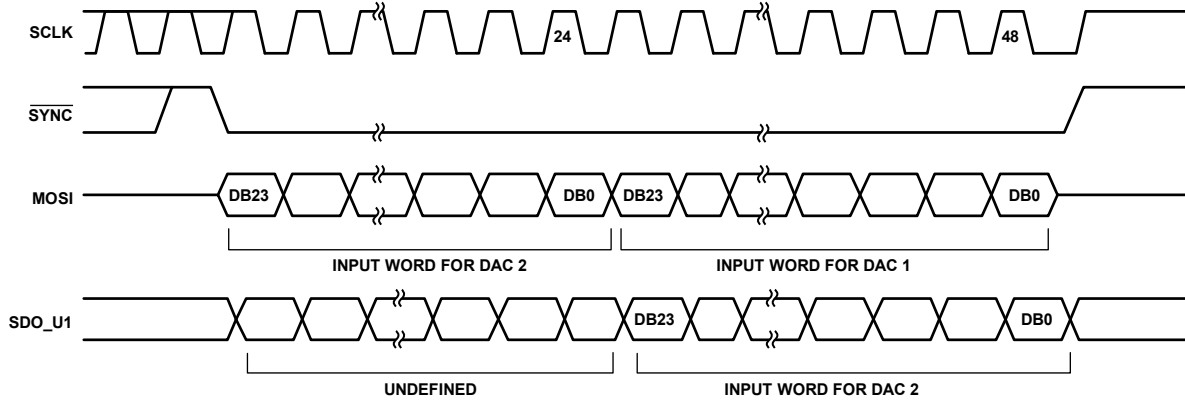 SCLK 24 48
SYNC
MOSI DB23 DB0 DB23 DB0
INPUT WORD FOR DAC 2 INPUT WORD FOR DAC 1
SDO_U1 DB23 DB0
UNDEFINED INPUT WORD FOR DAC 2